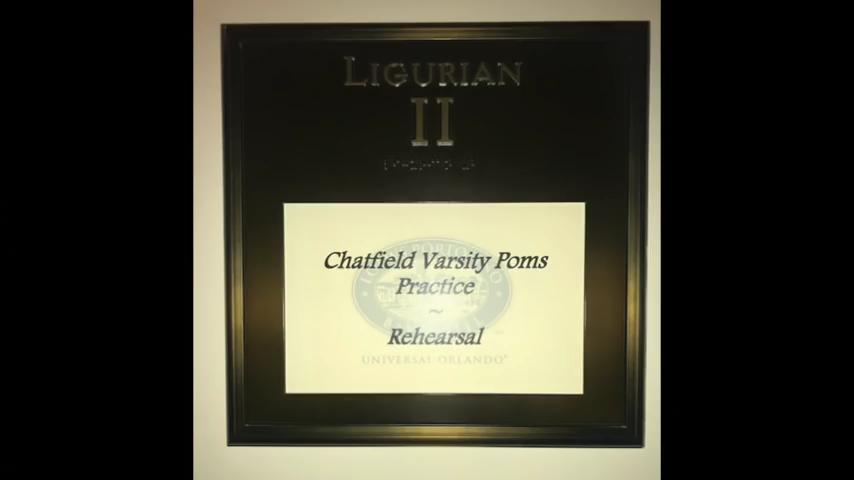 LIGURIAN
II
Chatfield Varsity Poms
Practice
~
Rehearsal
UNIVERSAL ORLANDO®